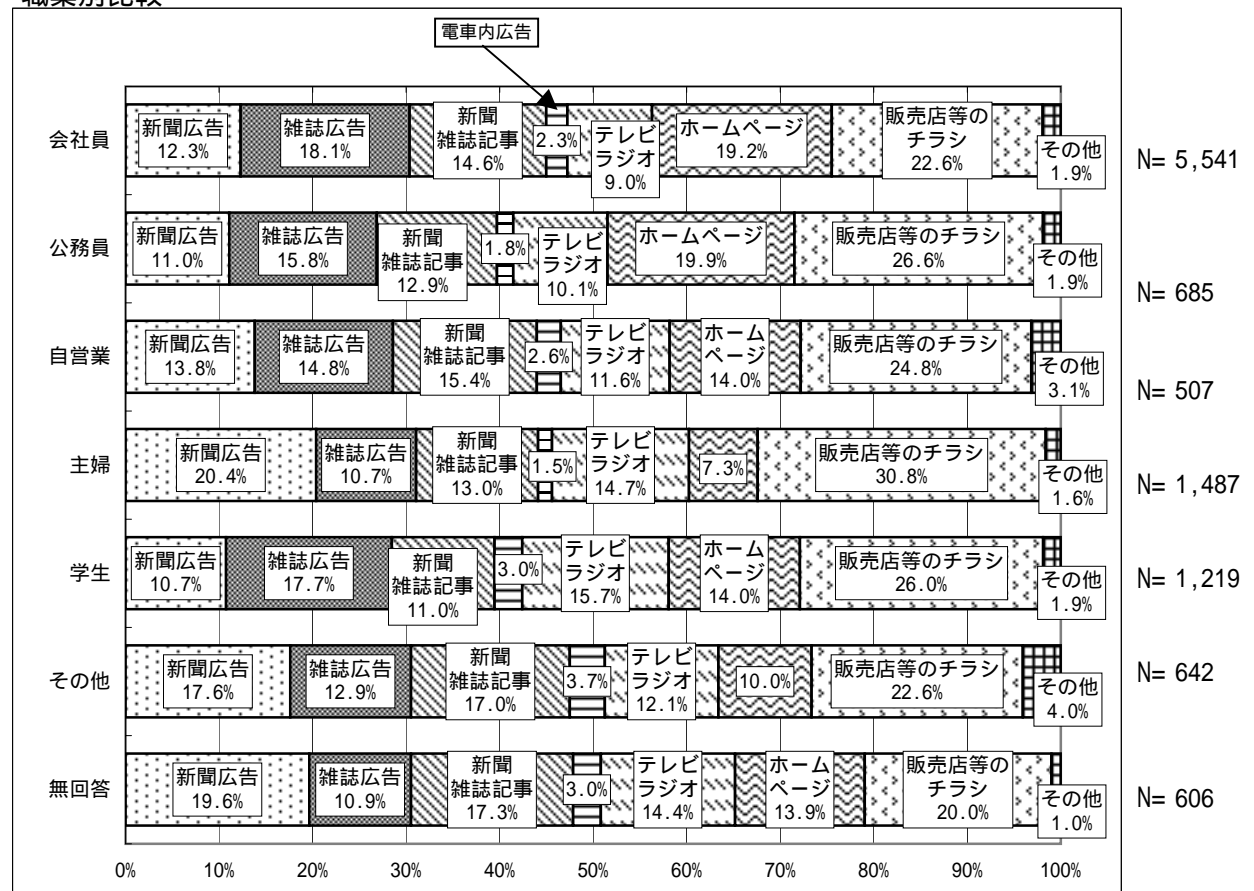 職業別比較
電車内広告
会社員
新聞広告
12.3%
雑誌広告
18.1%
新聞
雑誌記事
14.6%
2.3%
テレビ
ラジオ
9.0%
ホームページ
19.2%
販売店等の
チラシ
22.6%
その他
1.9%
N= 5,541
公務員
新聞広告
11.0%
雑誌広告
15.8%
新聞
雑誌記事
12.9%
1.8%
テレビ
ラジオ
10.1%
ホームページ
19.9%
販売店等のチラシ
26.6%
その他
1.9%
N= 685
自営業
新聞広告
13.8%
雑誌広告
14.8%
新聞
雑誌記事
15.4%
2.6%
テレビ
ラジオ
11.6%
ホーム
ページ
14.0%
販売店等のチラシ
24.8%
その他
3.1%
N= 507
主婦
新聞広告
20.4%
雑誌広告
10.7%
新聞
雑誌記事
13.0%
1.5%
テレビ
ラジオ
14.7%
7.3%
販売店等のチラシ
30.8%
その他
1.6%
N= 1,487
学生
新聞広告
10.7%
雑誌広告
17.7%
新聞
雑誌記事
11.0%
3.0%
テレビ
ラジオ
15.7%
ホーム
ページ
14.0%
販売店等のチラシ
26.0%
その他
1.9%
N= 1,219
その他
新聞広告
17.6%
雑誌広告
12.9%
新聞
雑誌記事
17.0%
3.7%
テレビ
ラジオ
12.1%
10.0%
販売店等のチラシ
22.6%
その他
4.0%
N= 642
無回答
新聞広告
19.6%
雑誌広告
10.9%
新聞
雑誌記事
17.3%
3.0%
テレビ
ラジオ
14.4%
ホーム
ページ
13.9%
販売店等の
チラシ
20.0%
その他
1.0%
N= 606
0% 10% 20% 30% 40% 50% 60% 70% 80% 90% 100%